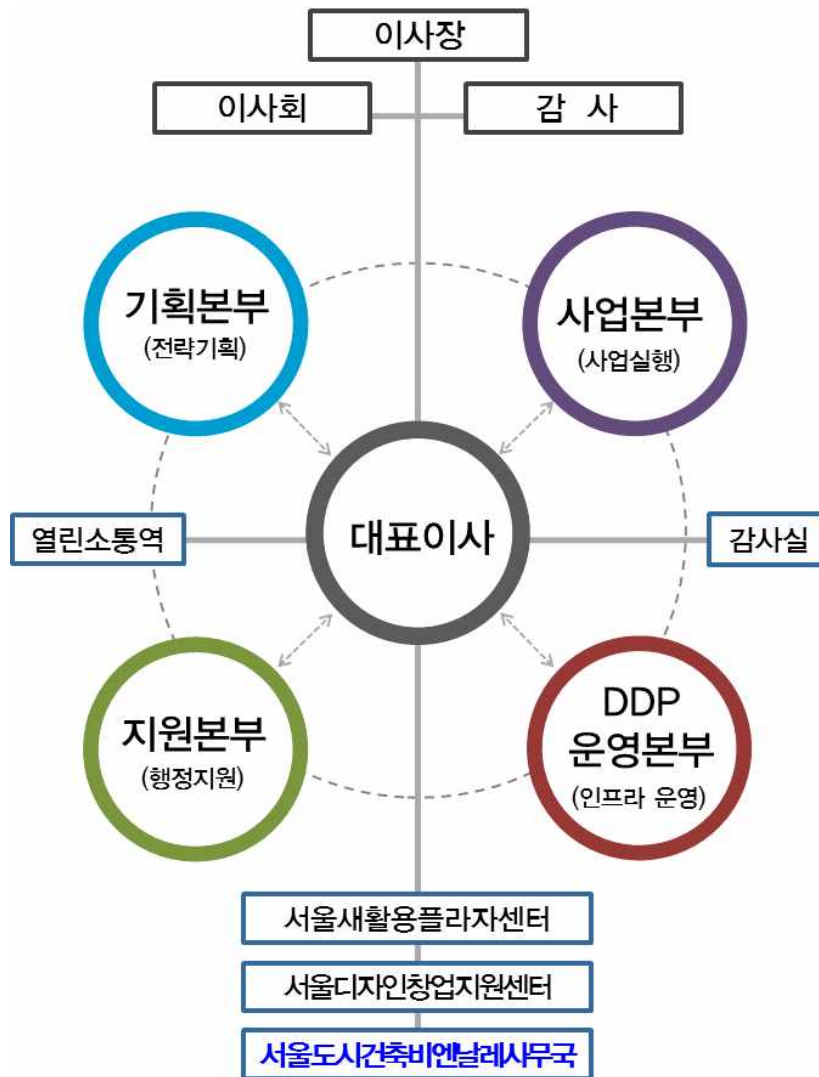 이사장
이사회
감 사
기획본부
(전략기획)
사업본부
(사업실행)
열린소통역
대표이사
감사실
지원본부
(행정지원)
DDP
운영본부
(인프라 운영)
서울새활용플라자센터
서울디자인창업지원센터
서울도시건축비엔날레사무국